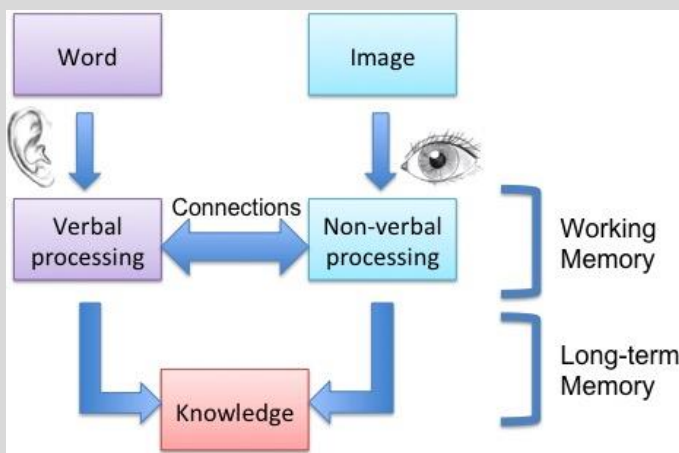 Word
Image
Connections
Verbal
processing
Non-verbal
processing
Working
Memory
Knowledge
Long-term
Memory